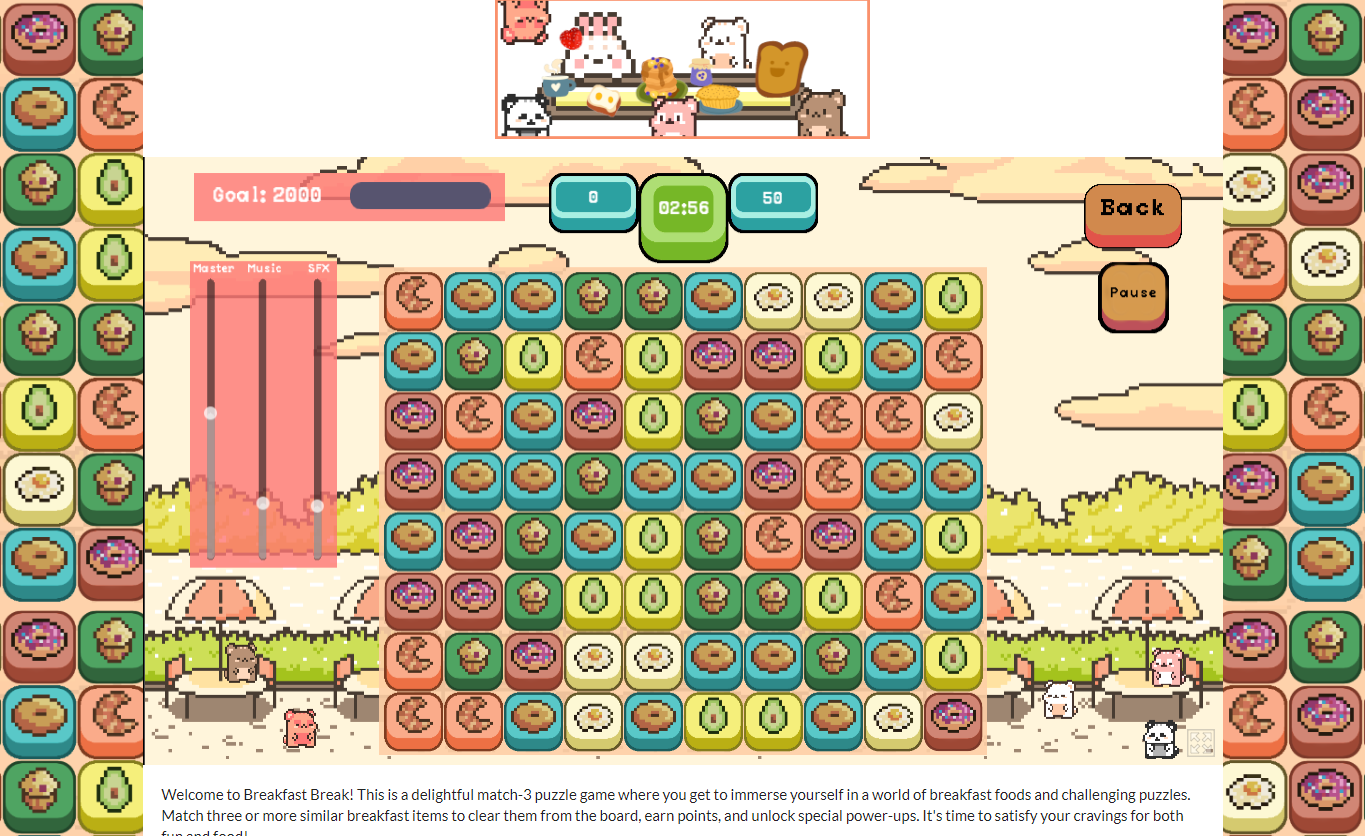 Goal: 2000
0
02:56
50
Back
Pause
Master Music SFX
Welcome to Breakfast Break! This is a delightful match-3 puzzle game where you get to immerse yourself in a world of breakfast foods and challenging puzzles.
Match three or more similar breakfast items to clear them from the board, earn points, and unlock special power-ups. It's time to satisfy your cravings for both
fun and food!